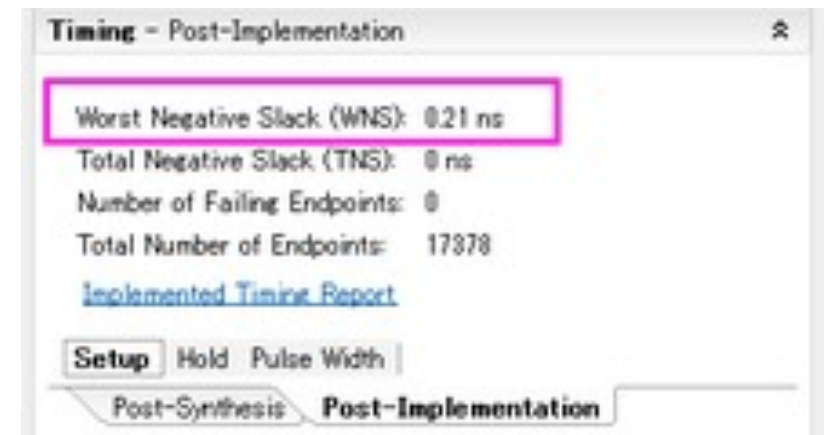 Timing - Post-Implementation
Worst Negative Slack (WNS): 0.21 ns
Total Negative Slack (TNS): 0 ns
Number of Failing Endpoints: 0
Total Number of Endpoints: 17378
Implemented Timing Report
Setup Hold Pulse Width
Post-Synthesis Post-Implementation